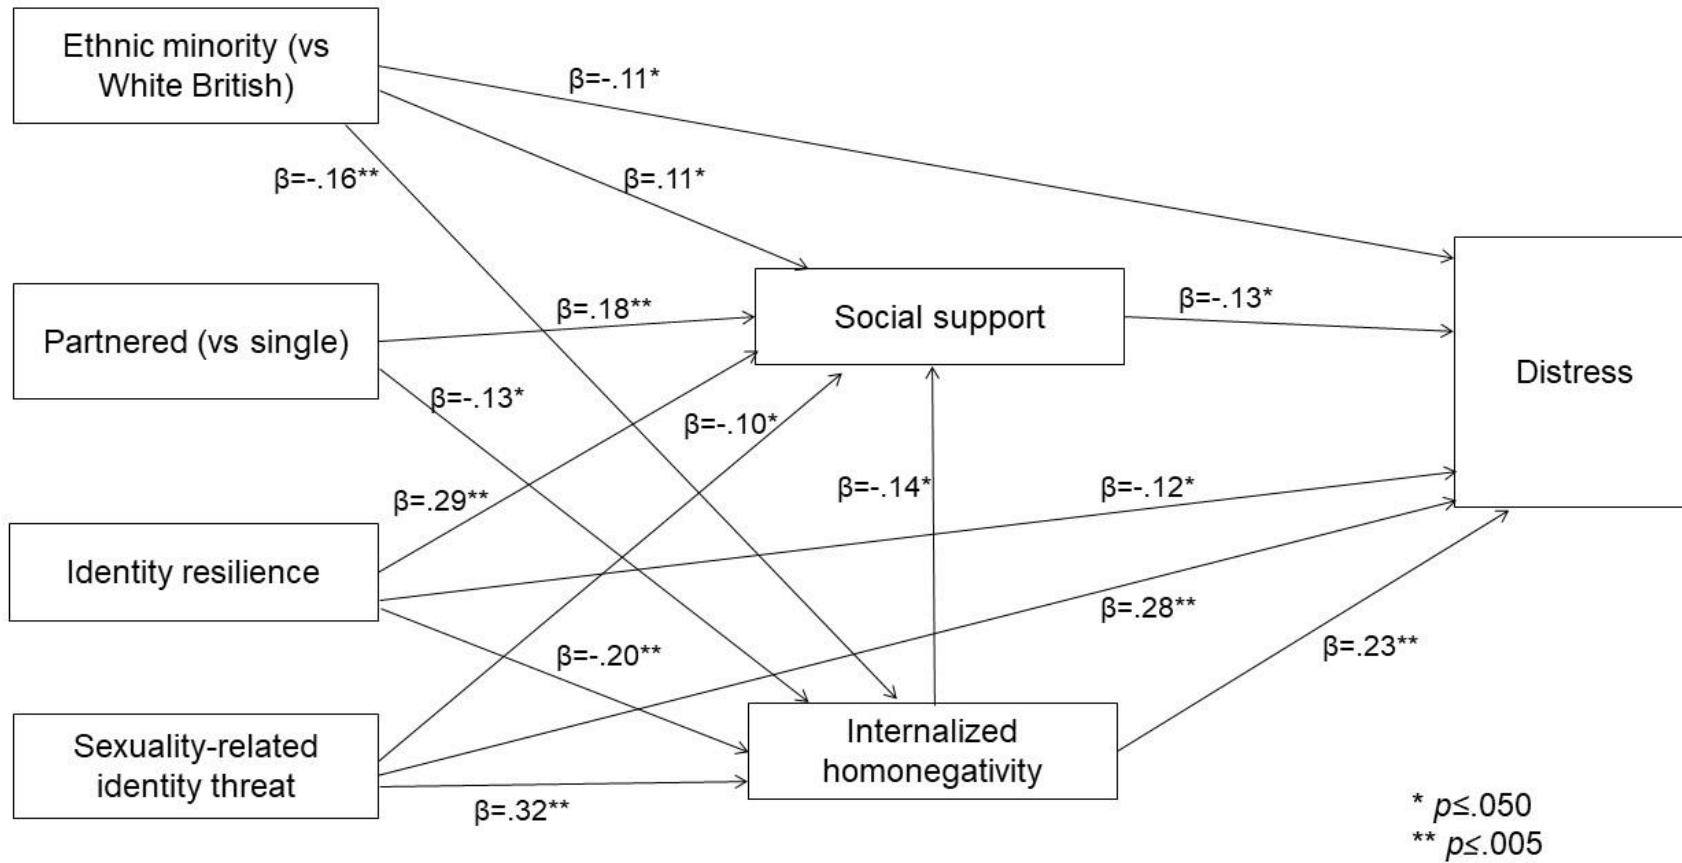 Ethnic minority (vs
White British)
β=-.11*
β=-.16**
β=.11*
Partnered (vs single)
β=.18**
Social support
β=-.13*
Distress
β=-.13*
β=-.10*
β=.29**
β=-.14*
β=-.12*
Identity resilience
β=.28**
β=-.20**
β=.23**
Sexuality-related
identity threat
Internalized
homonegativity
β=.32**
* p≤.050
** p≤.005